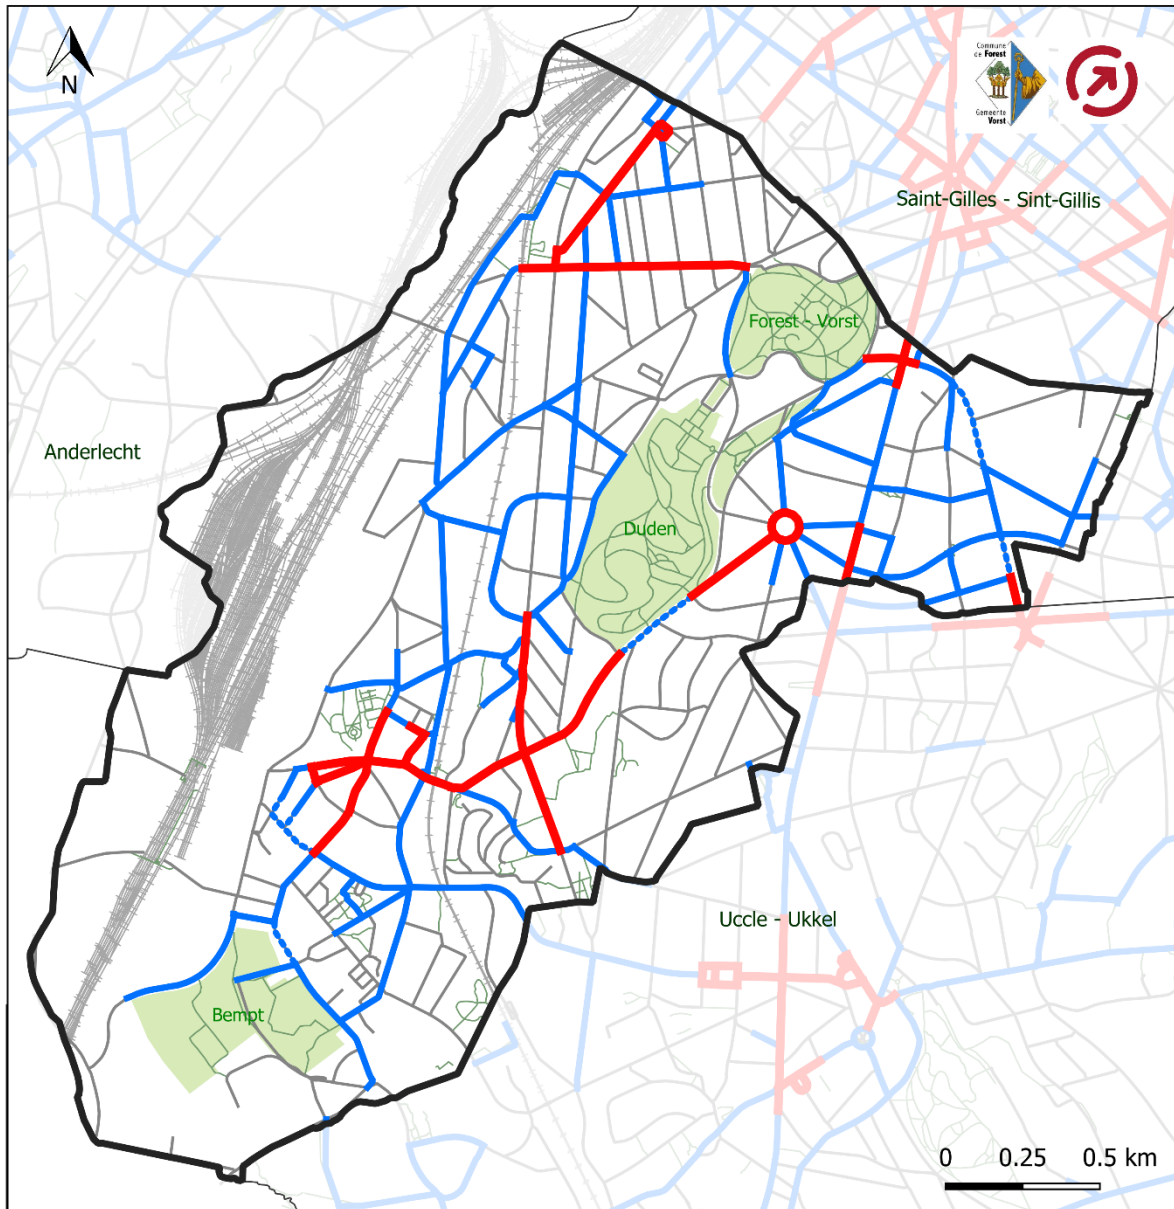 N
Commune
de Forest
Gemeente
Vorst
Saint-Gilles - Sint-Gillis
Forest - Vorst
Anderlecht
Duden
Uccle - Ukkel
Bempt
0 0.25 0.5 km